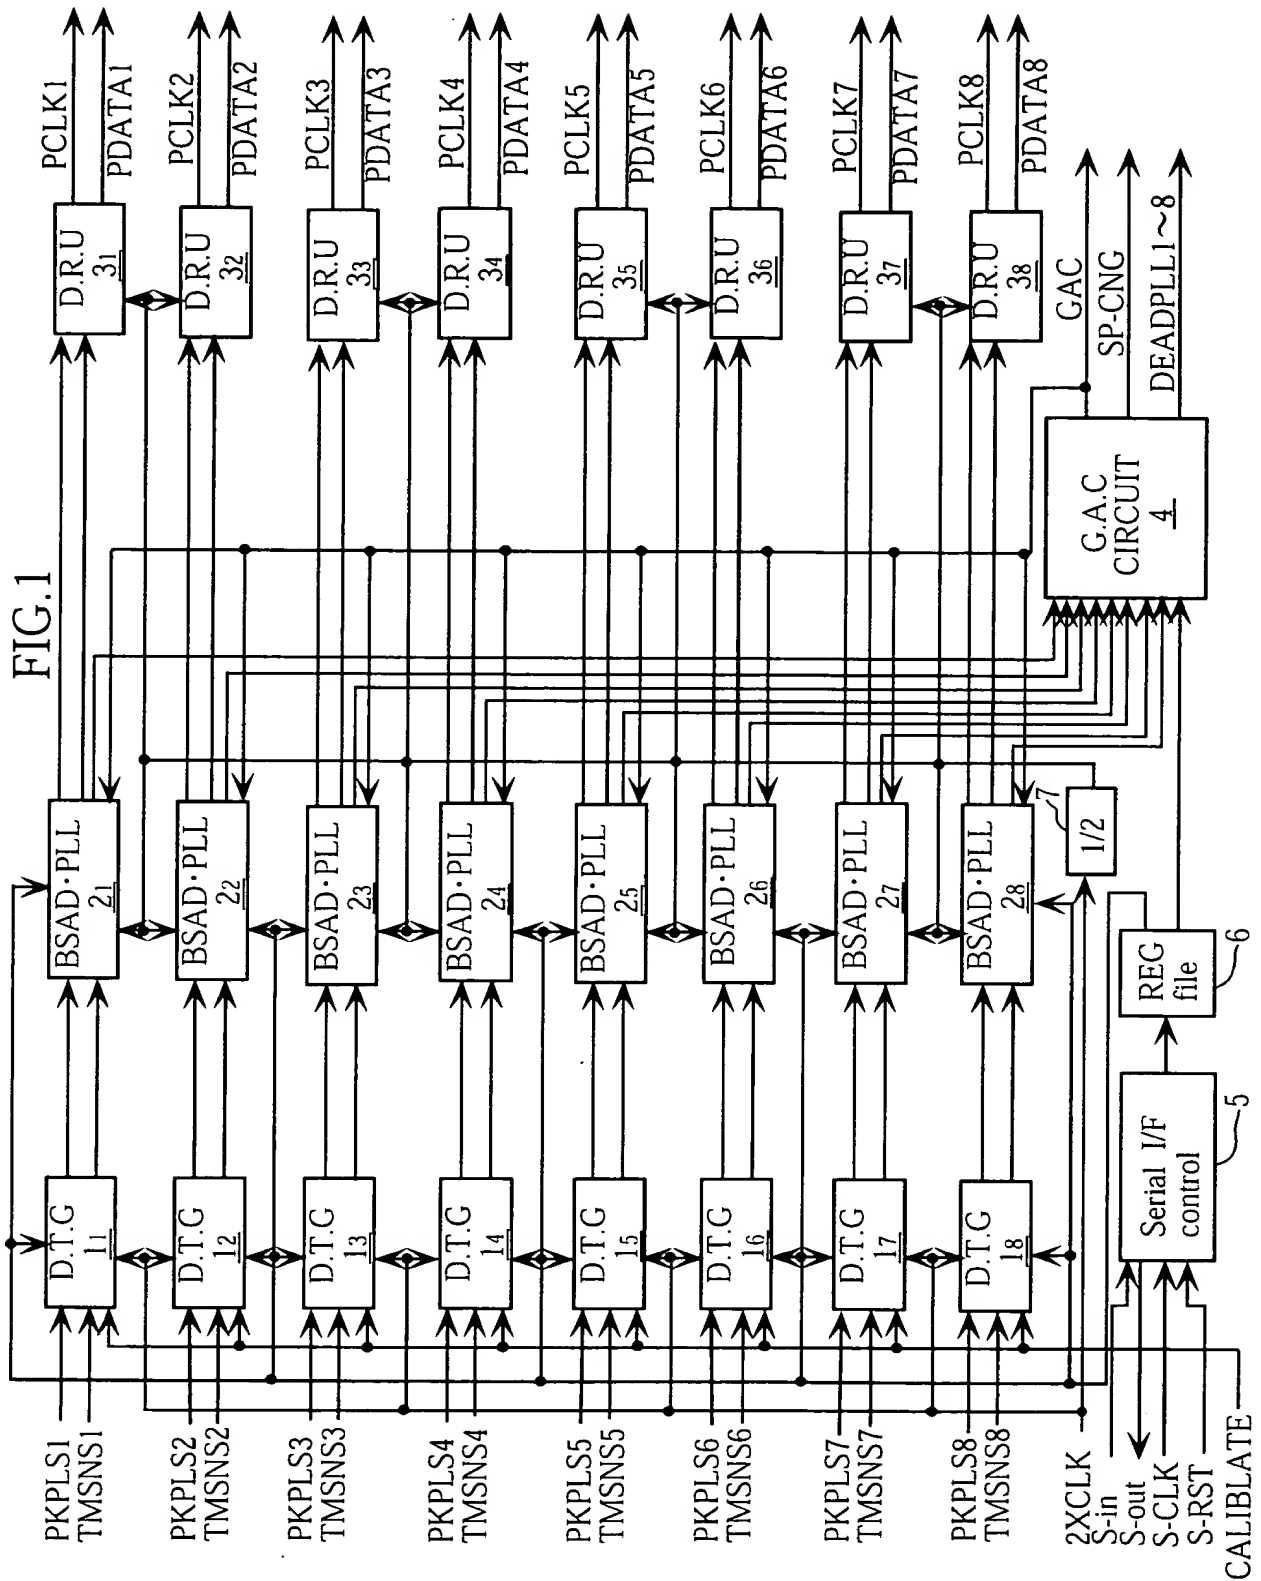 FIG.1
PKPLS1
TMSNS1
D.T.G
11
BSAD·PLL
21
D.R.U
31
PCLK1
PDATA1
PKPLS2
TMSNS2
D.T.G
12
BSAD·PLL
22
D.R.U
32
PCLK2
PDATA2
PKPLS3
TMSNS3
D.T.G
13
BSAD·PLL
23
D.R.U
33
PCLK3
PDATA3
PKPLS4
TMSNS4
D.T.G
14
BSAD·PLL
24
D.R.U
34
PCLK4
PDATA4
PKPLS5
TMSNS5
D.T.G
15
BSAD·PLL
25
D.R.U
35
PCLK5
PDATA5
PKPLS6
TMSNS6
D.T.G
16
BSAD·PLL
26
D.R.U
36
PCLK6
PDATA6
PKPLS7
TMSNS7
D.T.G
17
BSAD·PLL
27
D.R.U
37
PCLK7
PDATA7
PKPLS8
TMSNS8
D.T.G
18
BSAD·PLL
28
D.R.U
38
PCLK8
PDATA8
2XCLK
S-in
S-out
S-CLK
S-RST
CALIBLATE
Serial I/F
control
5
REG
file
6
7
1/2
G.A.C
CIRCUIT
4
GAC
SP-CNG
DEADPLL1~8